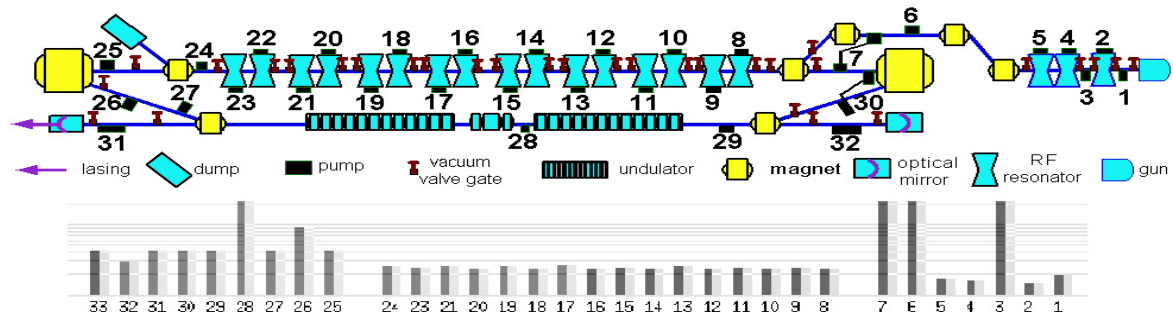 22 20 18 16 14 12 10 8 6 5 4 2
25 24 7
23 21 19 17 15 13 11 9 3 1
26 27 30
31 28 29 32
lasing dump pump vacuum valve gate undulator magnet optical mirror RF resonator gun
33 32 31 30 29 28 27 26 25 24 23 21 20 19 18 17 16 15 14 13 12 11 10 9 8 7 6 5 4 3 2 1